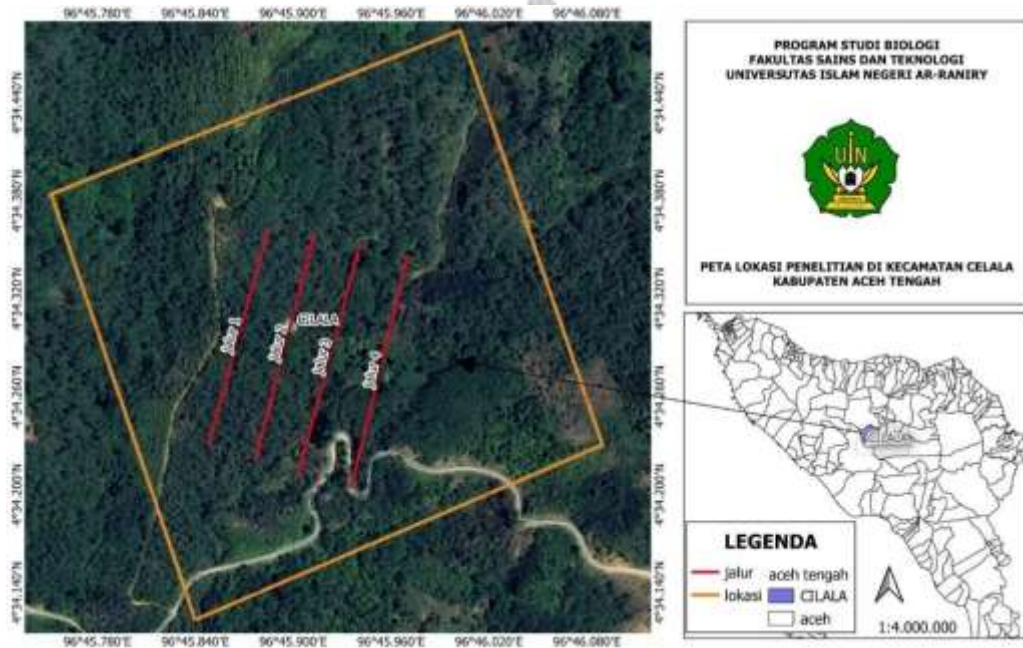 96°45.780'E 96°45.840'E 96°45.900'E 96°45.960'E 96°46.020'E 96°46.080'E
4°34.440'N 4°34.440'N
4°34.380'N 4°34.380'N
4°34.320'N 4°34.320'N
4°34.260'N 4°34.260'N
4°34.200'N 4°34.200'N
4°34.140'N 4°34.140'N
Jalur 1
Jalur 2
CILALA
Jalur 3
Jalur 4
96°45.780'E 96°45.840'E 96°45.900'E 96°45.960'E 96°46.020'E 96°46.080'E
PROGRAM STUDI BIOLOGI
FAKULTAS SAINS DAN TEKNOLOGI
UNIVERSUTAS ISLAM NEGERI AR-RANIRY
UIN
PETA LOKASI PENELITIAN DI KECAMATAN CELALA
KABUPATEN ACEH TENGAH
LEGENDA
jalur aceh tengah
lokasi CILALA
aceh
1:4.000.000